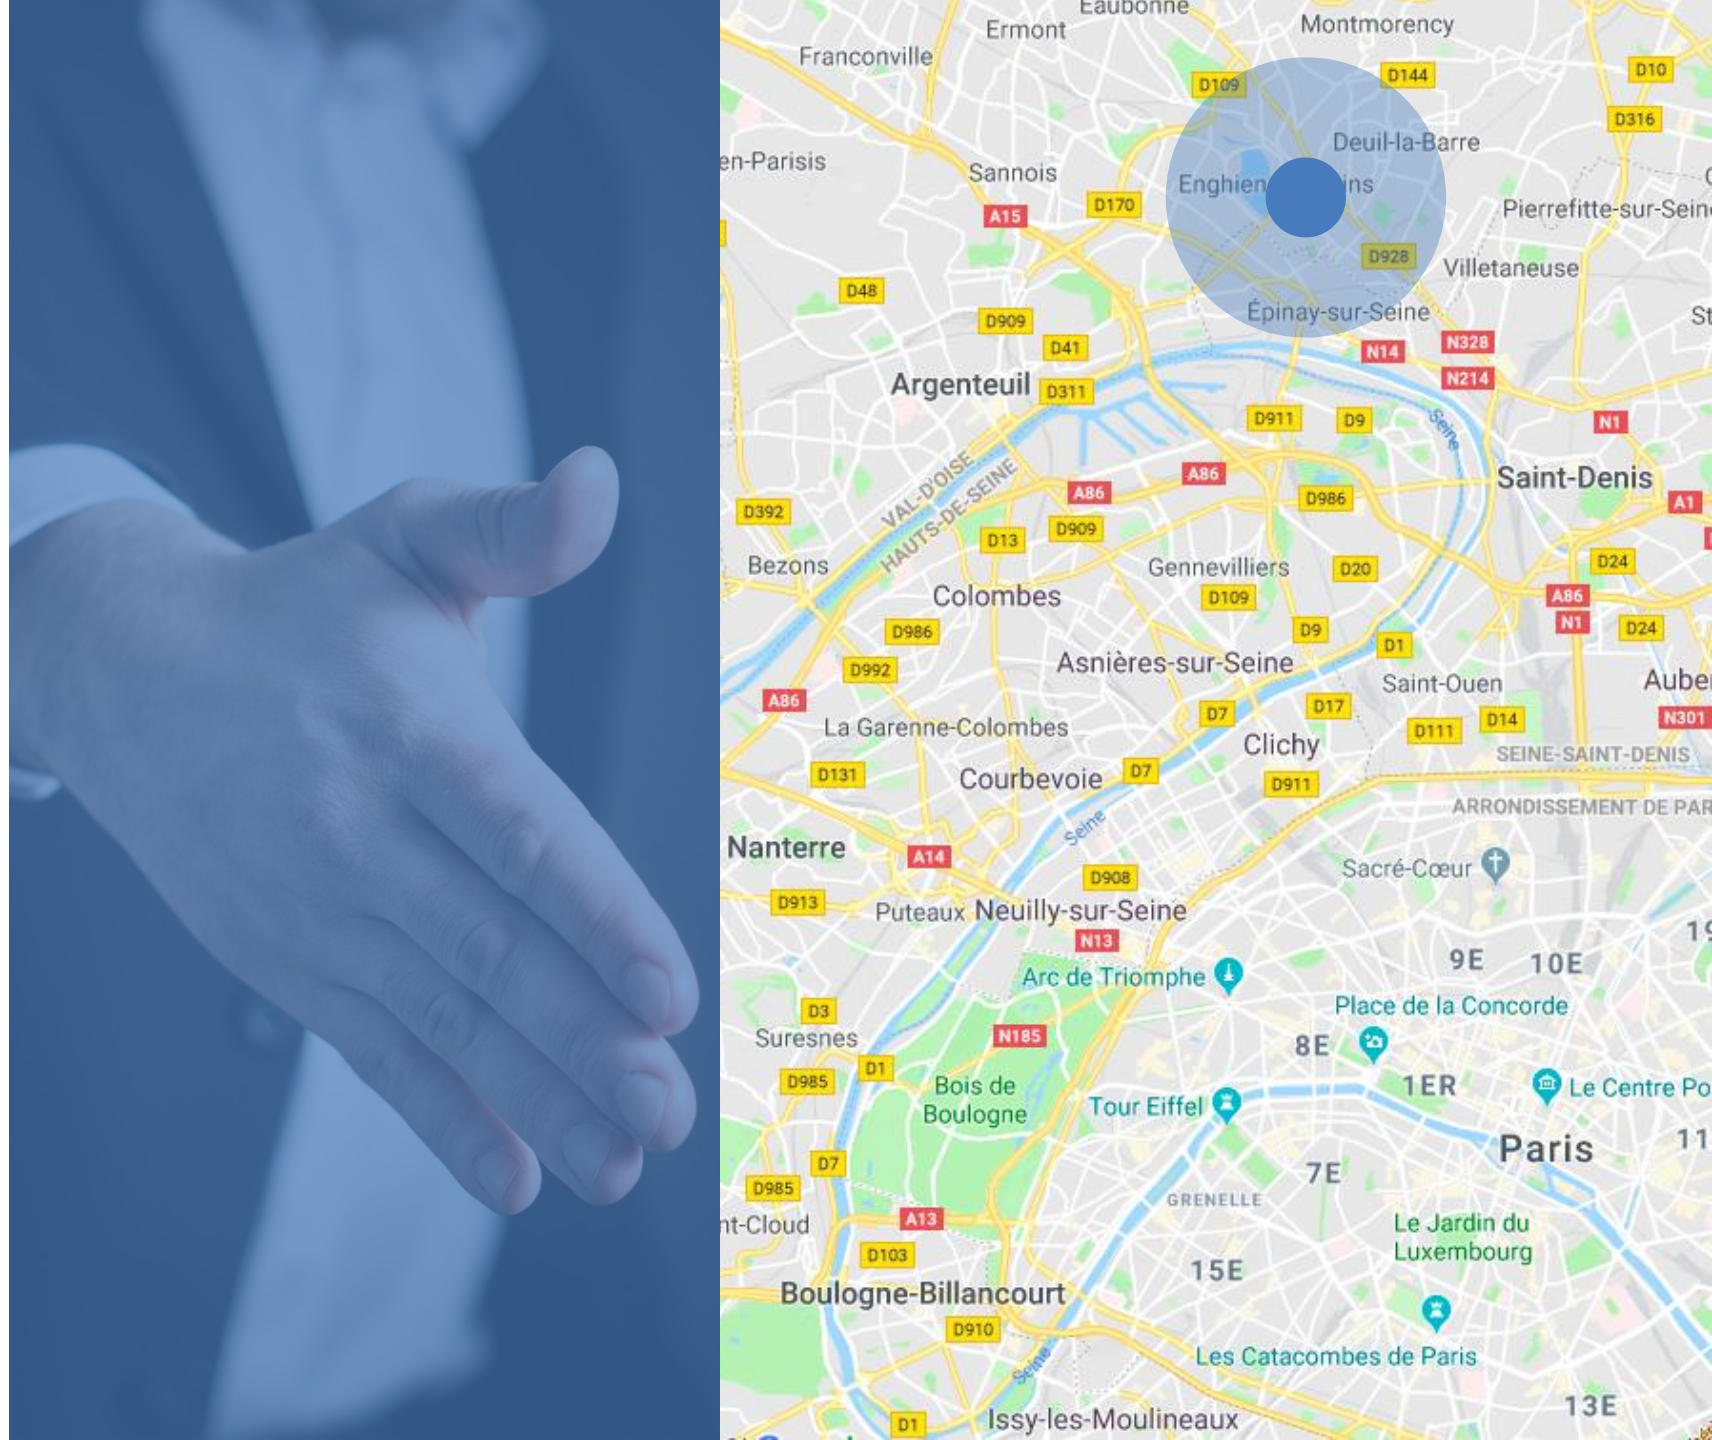 Eaubonne
Ermont
Montmorency
Franconville
D109
D144
D10
D316
Deuil-la-Barre
en-Parisis
Sannois
Enghien
ins
D170
A15
Pierrefitte-sur-Seine
D928
Villetaneuse
D48
Épinay-sur-Seine
D909
St
D41
N14
N328
N214
Argenteuil
D311
D911
D9
N1
Seine
VAL-D'OISE
HAUTS-DE-SEINE
A86
A86
Saint-Denis
D986
A1
D392
D13
D909
Bezons
Gennevilliers
D20
D24
Colombes
D109
A86
N1
D24
D986
D9
D1
D992
Asnières-sur-Seine
Saint-Ouen
Auber
A86
La Garenne-Colombes
D7
D17
D111
D14
N301
Clichy
SEINE-SAINT-DENIS
D131
Courbevoie
D7
D911
ARRONDISSEMENT DE PAR
Seine
Nanterre
A14
Sacré-Cœur
D908
D913
Puteaux
Neuilly-sur-Seine
N13
19
9E
10E
Arc de Triomphe
Place de la Concorde
D3
Suresnes
N185
8E
D1
D985
Bois de
Boulogne
1ER
Le Centre Po
Tour Eiffel
Paris
11
D7
D985
7E
GRENELLE
nt-Cloud
A13
Le Jardin du
Luxembourg
D103
15E
Boulogne-Billancourt
D910
Seine
Les Catacombes de Paris
13E
D1
Issy-les-Moulineaux